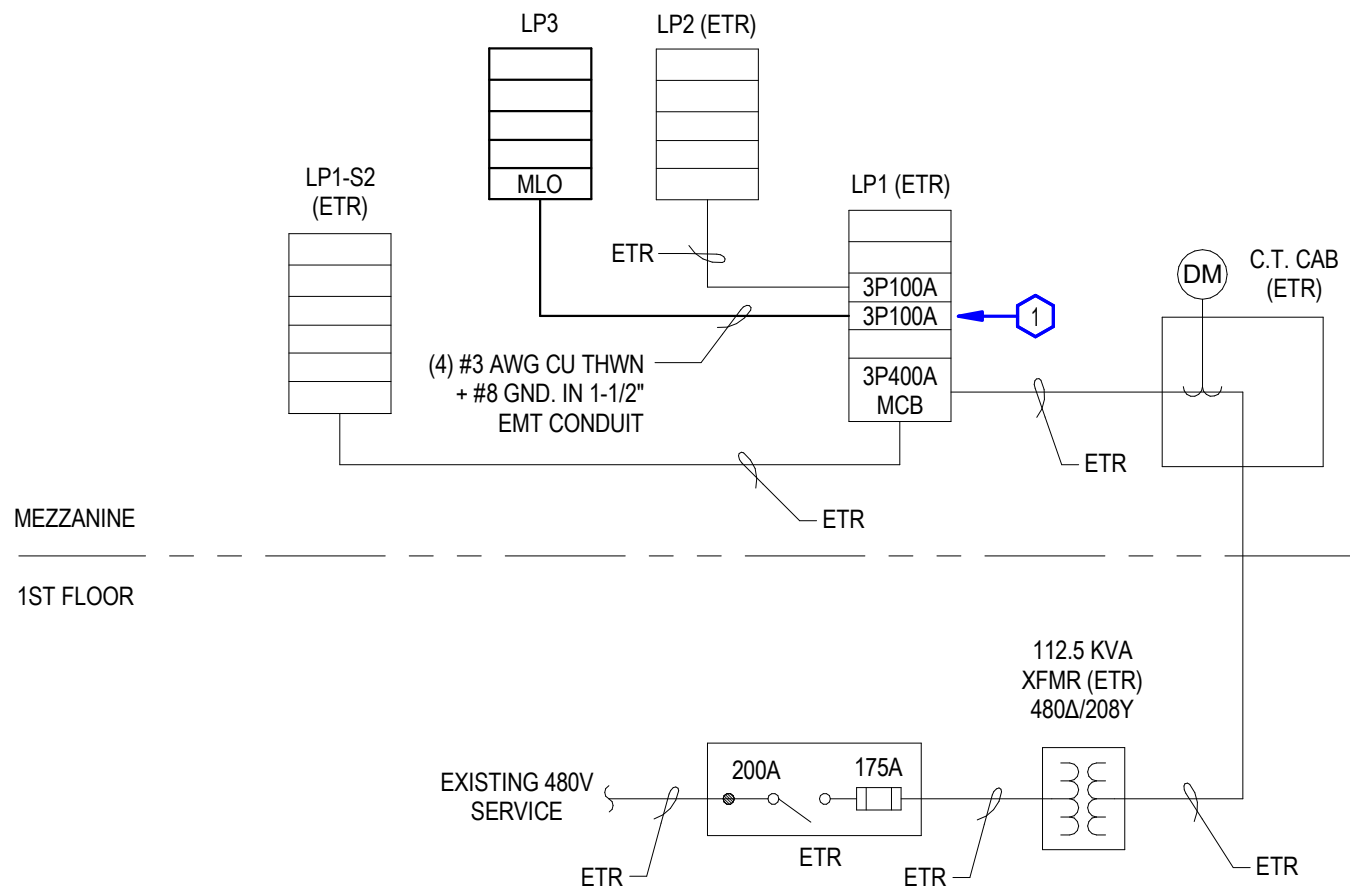 LP3
LP2 (ETR)
MLO
LP1-S2
(ETR)
LP1 (ETR)
ETR
3P100A
3P100A
1
3P400A
MCB
DM
C.T. CAB
(ETR)
(4) #3 AWG CU THWN
+ #8 GND. IN 1-1/2"
EMT CONDUIT
ETR
ETR
MEZZANINE
1ST FLOOR
112.5 KVA
XFMR (ETR)
480Δ/208Y
EXISTING 480V
SERVICE
200A
175A
ETR
ETR
ETR
ETR